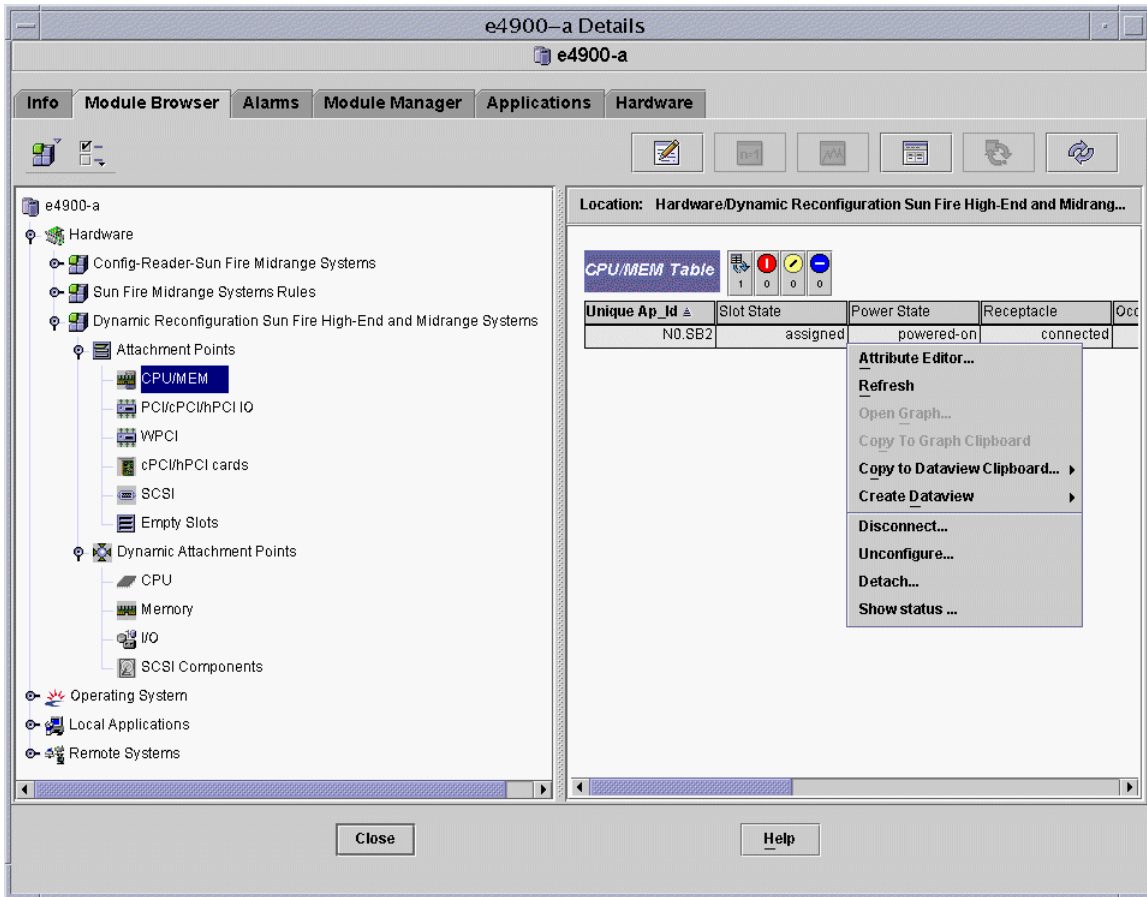 e4900–a Details
e4900-a
Info Module Browser Alarms Module Manager Applications Hardware
n=1
e4900-a
Hardware
Config-Reader-Sun Fire Midrange Systems
Sun Fire Midrange Systems Rules
Dynamic Reconfiguration Sun Fire High-End and Midrange Systems
Attachment Points
CPU/MEM
PCI/cPCI/hPCI IO
WPCI
cPCI/hPCI cards
SCSI
Empty Slots
Dynamic Attachment Points
CPU
Memory
I/O
SCSI Components
Operating System
Local Applications
Remote Systems
Location: Hardware/Dynamic Reconfiguration Sun Fire High-End and Midrang...
CPU/MEM Table
1 0 0 0
Unique Ap_Id Slot State Power State Receptacle Occ
N0.SB2 assigned powered-on connected
Attribute Editor...
Refresh
Open Graph...
Copy To Graph Clipboard
Copy to Dataview Clipboard...
Create Dataview
Disconnect...
Unconfigure...
Detach...
Show status ...
Close Help